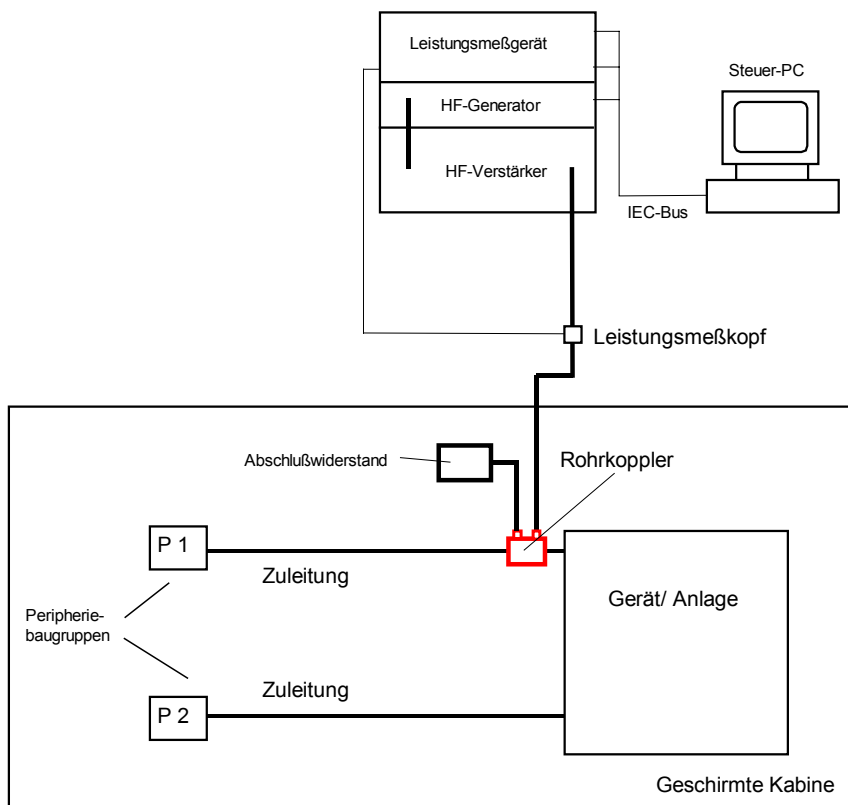 Leistungsmeßgerät
Steuer-PC
HF-Generator
HF-Verstärker
IEC-Bus
Leistungsmeßkopf
Abschlußwiderstand
Rohrkoppler
P 1
Zuleitung
Gerät/ Anlage
Peripherie-
baugruppen
Zuleitung
P 2
Geschirmte Kabine